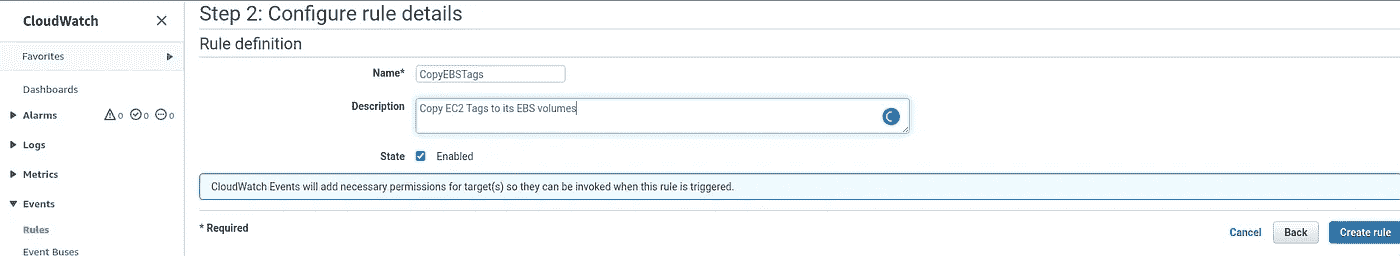 CloudWatch
Favorites
Dashboards
Alarms 0 0 0
Logs
Metrics
Events
Rules
Event Buses
Step 2: Configure rule details
Rule definition
Name* CopyEBSTags
Description Copy EC2 Tags to its EBS volumes
State Enabled
CloudWatch Events will add necessary permissions for target(s) so they can be invoked when this rule is triggered.
* Required
Cancel Back Create rule